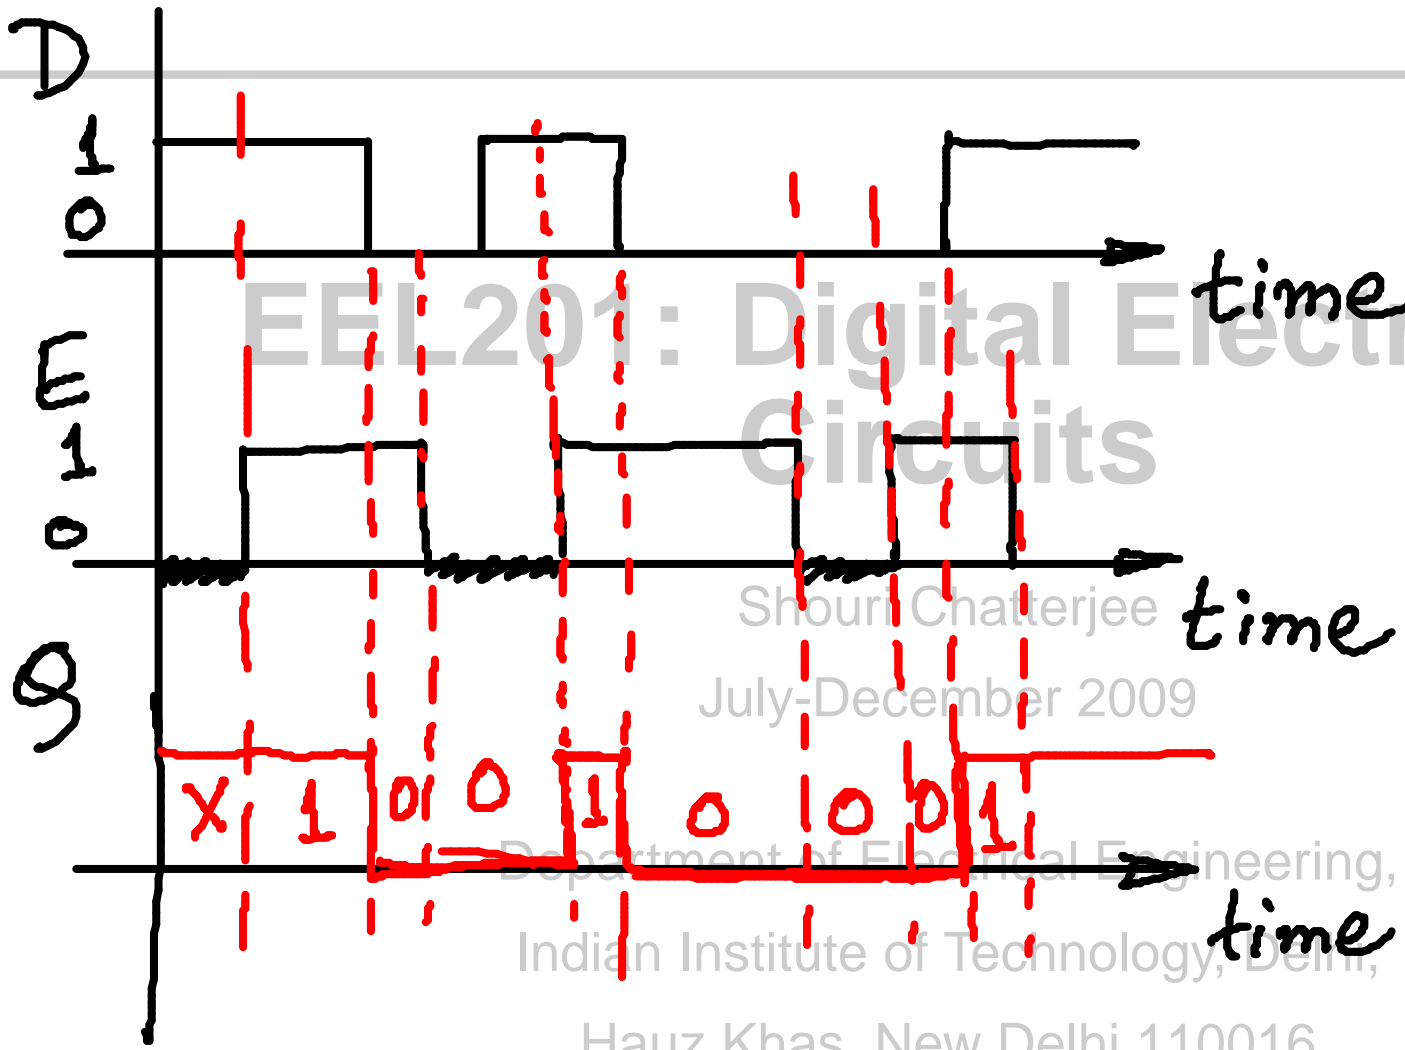 D
1
0
time
EEL201: Digital Electr
E
Circuits
1
0
Shouri Chatterjee
time
Q
July-December 2009
X 1 0 0 1 0 0 0 1
Department of Electrical Engineering,
time
Indian Institute of Technology, Delhi,
Hauz Khas, New Delhi 110016